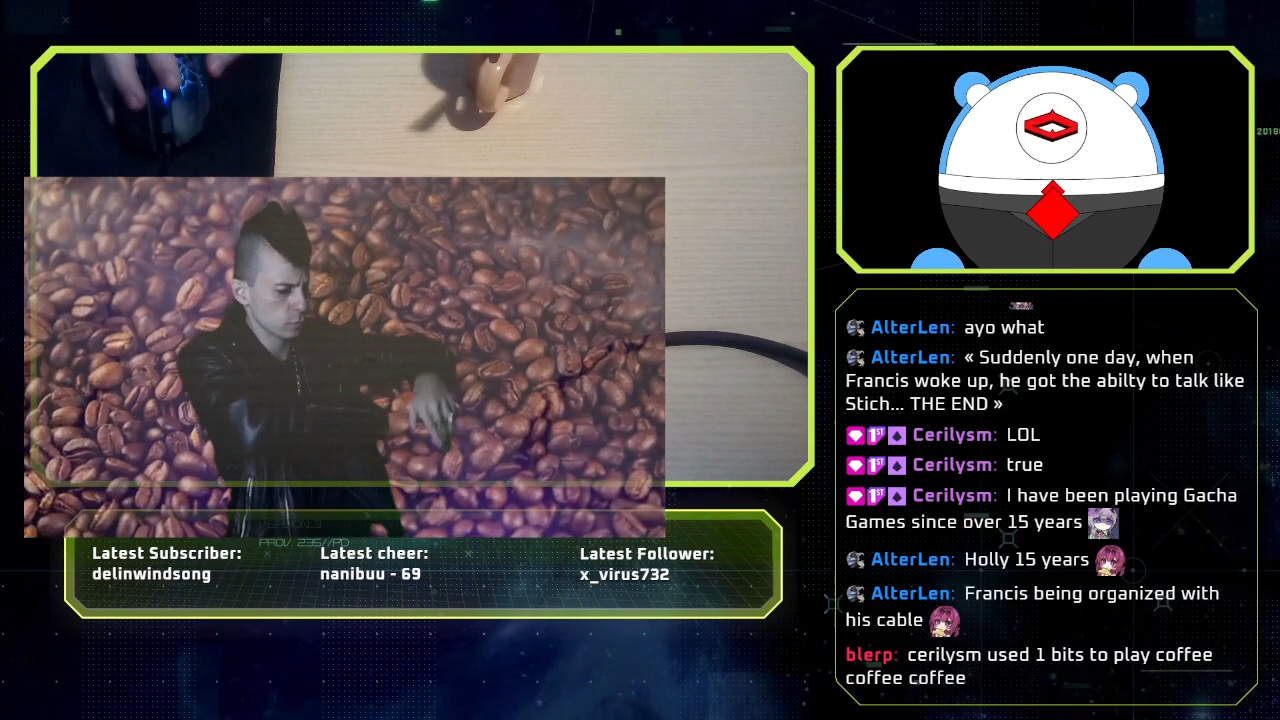 AlterLen: ayo what
AlterLen: « Suddenly one day, when
Francis woke up, he got the abilty to talk like
Stich... THE END »
1ST Cerilysm: LOL
1ST Cerilysm: true
1ST Cerilysm: I have been playing Gacha
Games since over 15 years
AlterLen: Holly 15 years
AlterLen: Francis being organized with
his cable
blerp: cerilysm used 1 bits to play coffee
coffee coffee
Latest Subscriber:
delinwindsong
Latest cheer:
nanibuu - 69
Latest Follower:
x_virus732